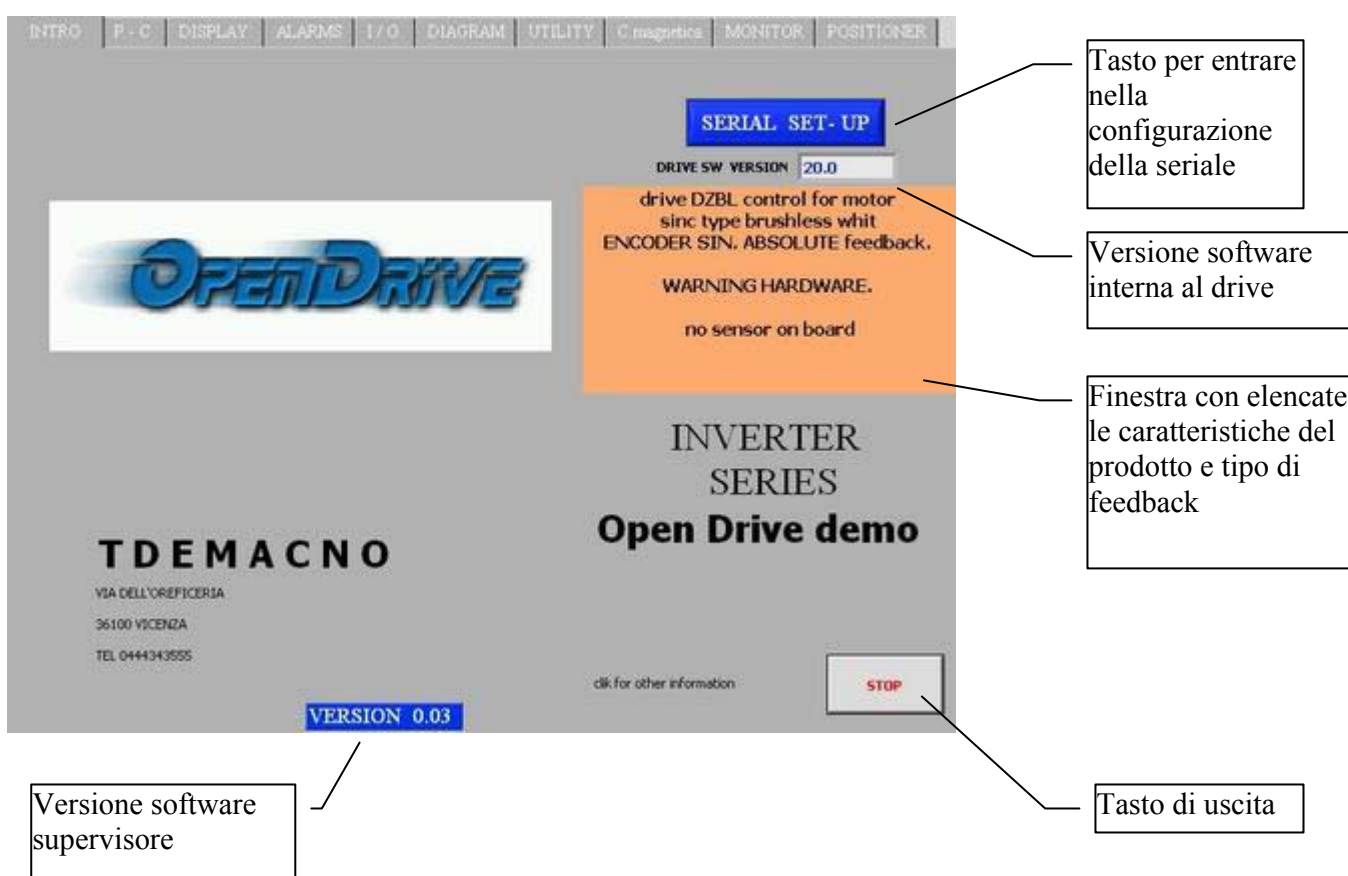 INTRO P - C DISPLAY ALARMS I / O DIAGRAM UTILITY C magnetica MONITOR POSITIONER
SERIAL SET- UP
DRIVE SW VERSION 20.0
drive DZBL control for motor
sinc type brushless whit
ENCODER SIN. ABSOLUTE feedback.
WARNING HARDWARE.
no sensor on board
OPENDRIVE
INVERTER
SERIES
Open Drive demo
TDEMACNO
VIA DELL'OREFICERIA
36100 VICENZA
TEL 0444343555
clik for other information
STOP
VERSION 0.03
Tasto per entrare
nella
configurazione
della seriale
Versione software
interna al drive
Finestra con elencate
le caratteristiche del
prodotto e tipo di
feedback
Versione software
supervisore
Tasto di uscita